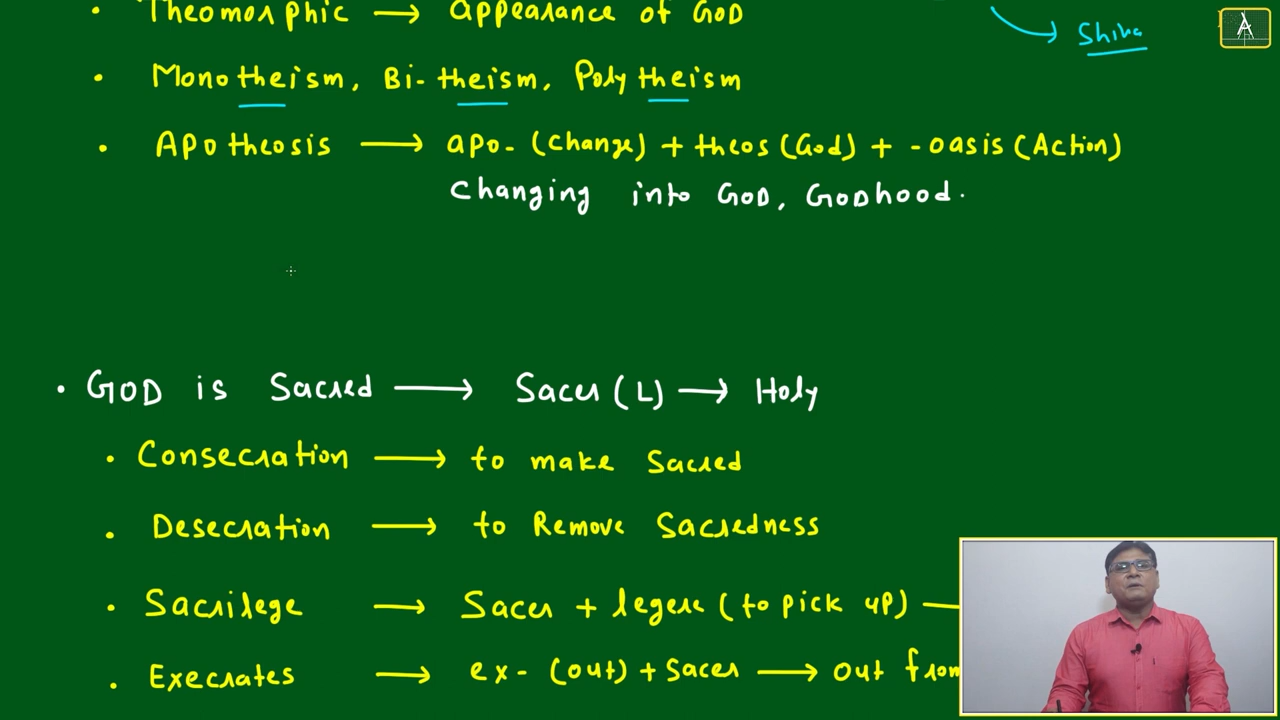 • Theomorphic → appearance of GOD
Shiva
• Monotheism, Bi-theism, Polytheism
• Apotheosis → apo-(change) + theos(God) + -oasis(Action)
changing into GOD, GODhood.
• GOD is Sacred → Sacer(L) → Holy
• Consecration → to make Sacred
• Desecration → to Remove Sacredness
• Sacrilege → Sacer + legere (to pick up) —
• Execrates → ex-(out) + Sacer → out from